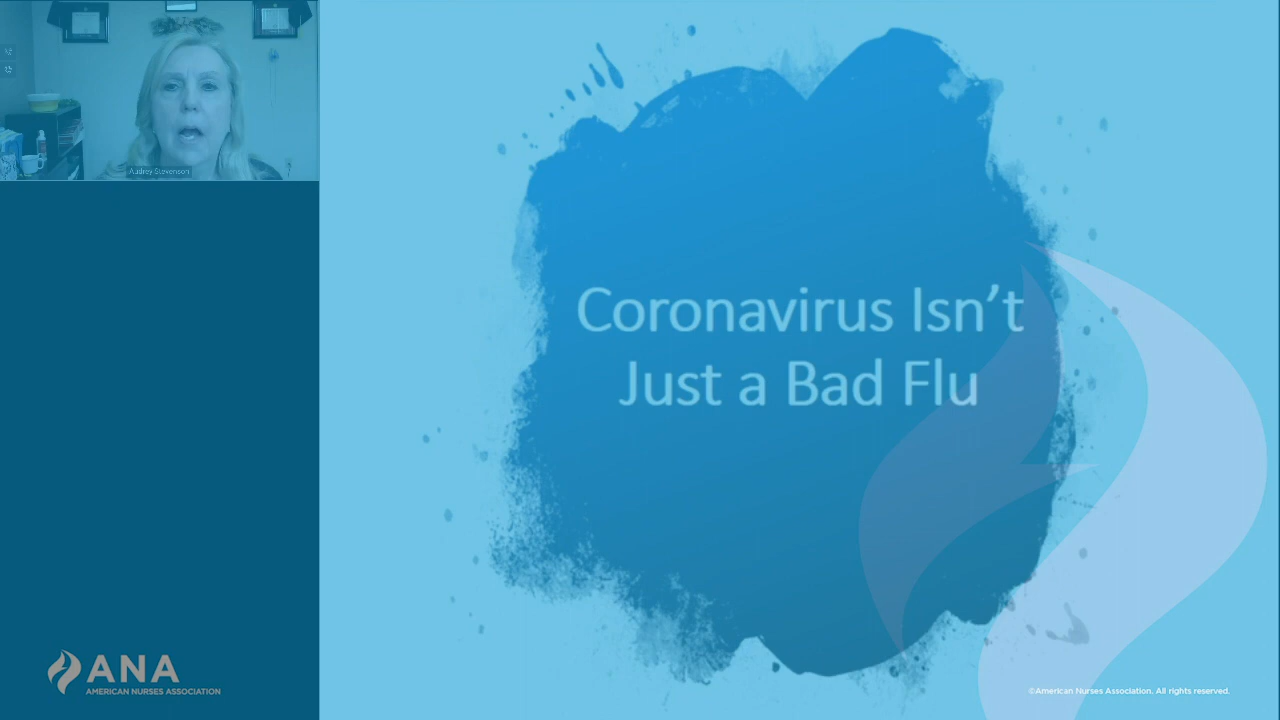 Audrey Stevenson
Coronavirus Isn't
Just a Bad Flu
ANA
AMERICAN NURSES ASSOCIATION
©American Nurses Association. All rights reserved.